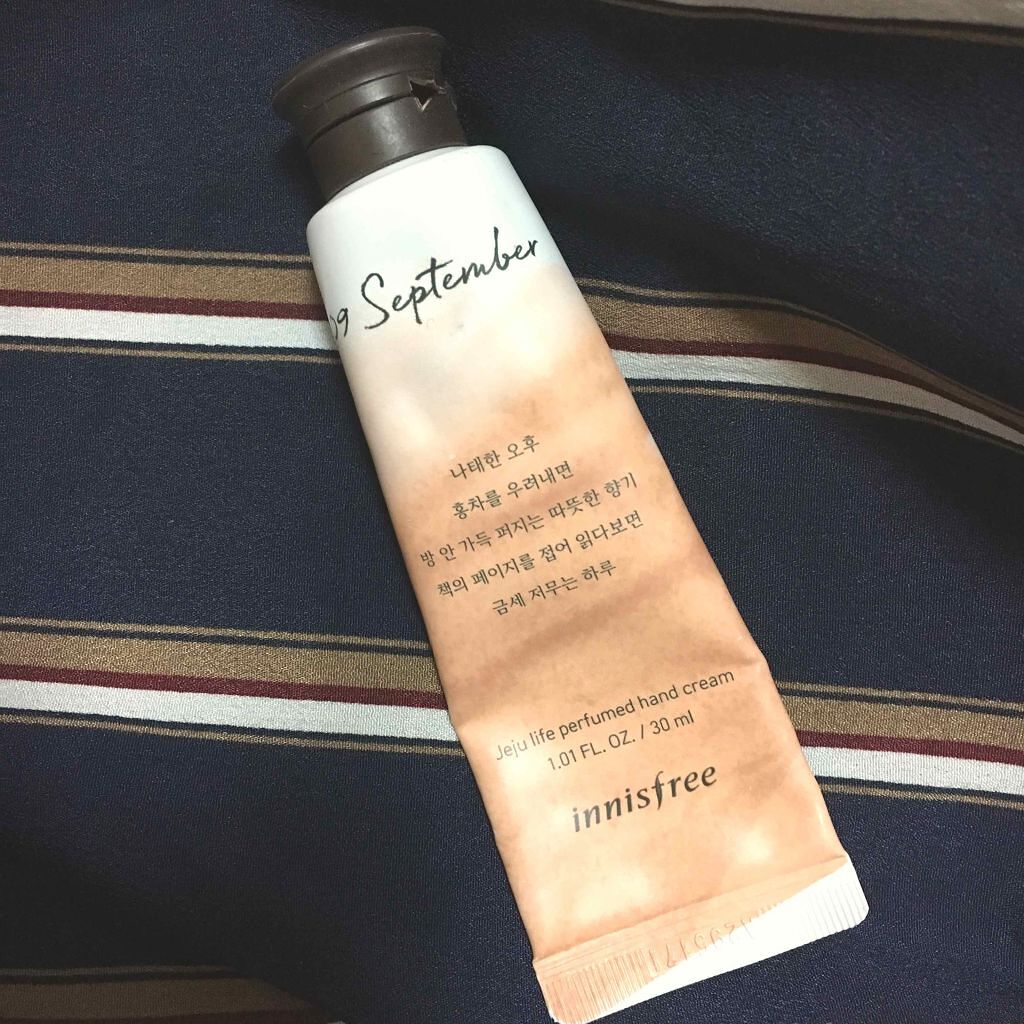 09 September
나태한 오후
홍차를 우려내면
방 안 가득 퍼지는 따뜻한 향기
책의 페이지를 접어 읽다보면
금세 저무는 하루
Jeju life perfumed hand cream
1.01 FL. OZ. / 30 ml
innisfree